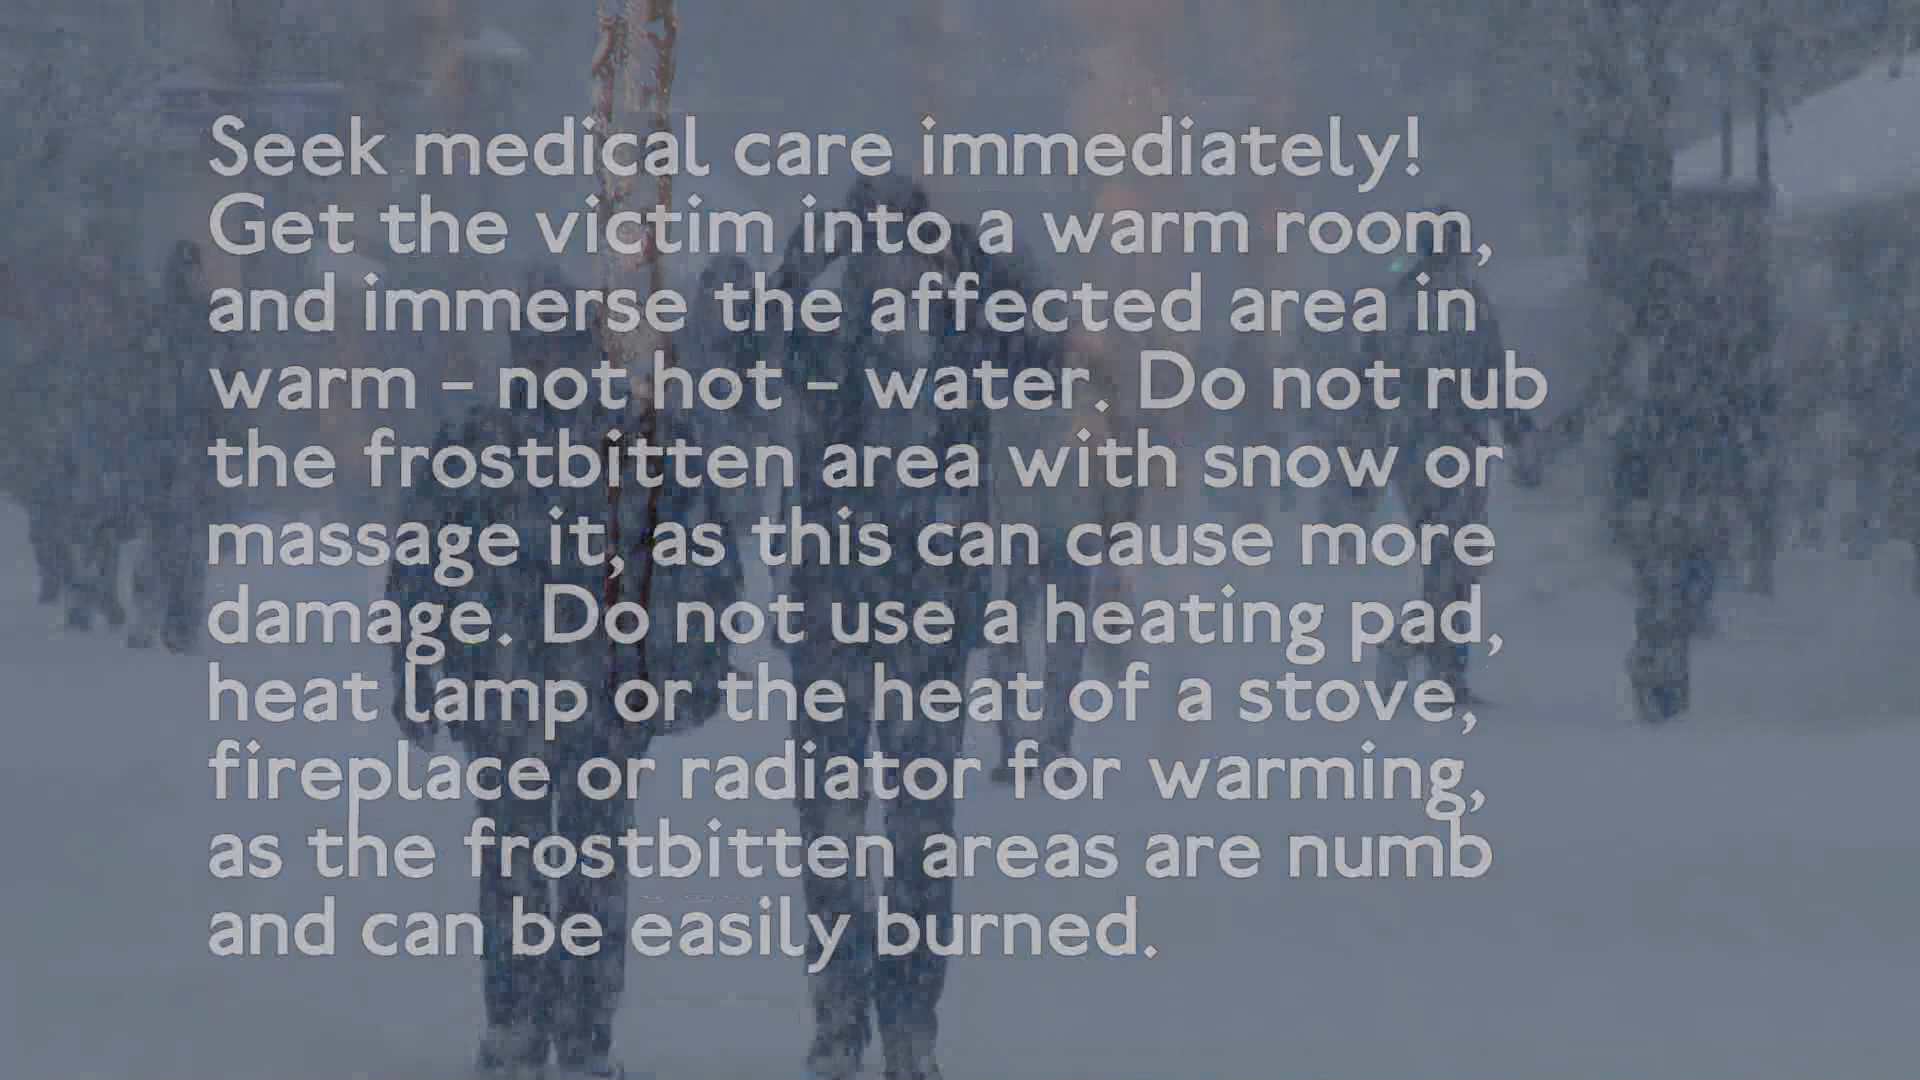 Seek medical care immediately!
Get the victim into a warm room,
and immerse the affected area in
warm – not hot – water. Do not rub
the frostbitten area with snow or
massage it, as this can cause more
damage. Do not use a heating pad,
heat lamp or the heat of a stove,
fireplace or radiator for warming,
as the frostbitten areas are numb
and can be easily burned.